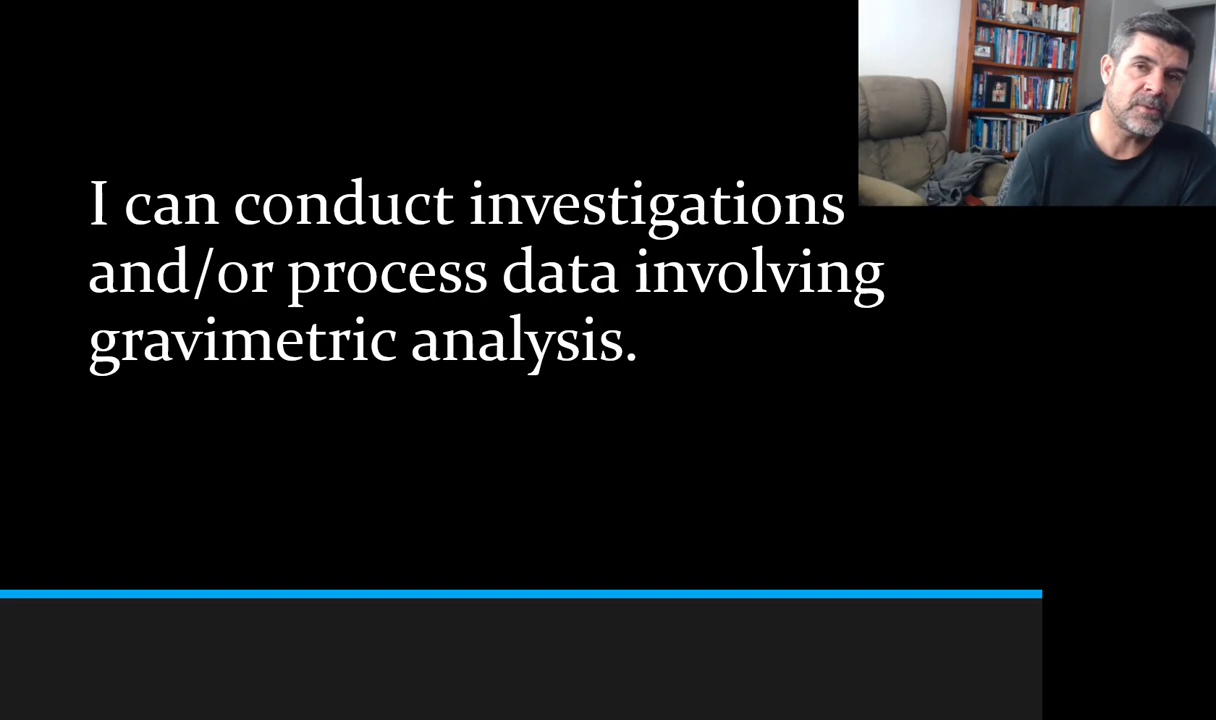 I can conduct investigations
and/or process data involving
gravimetric analysis.